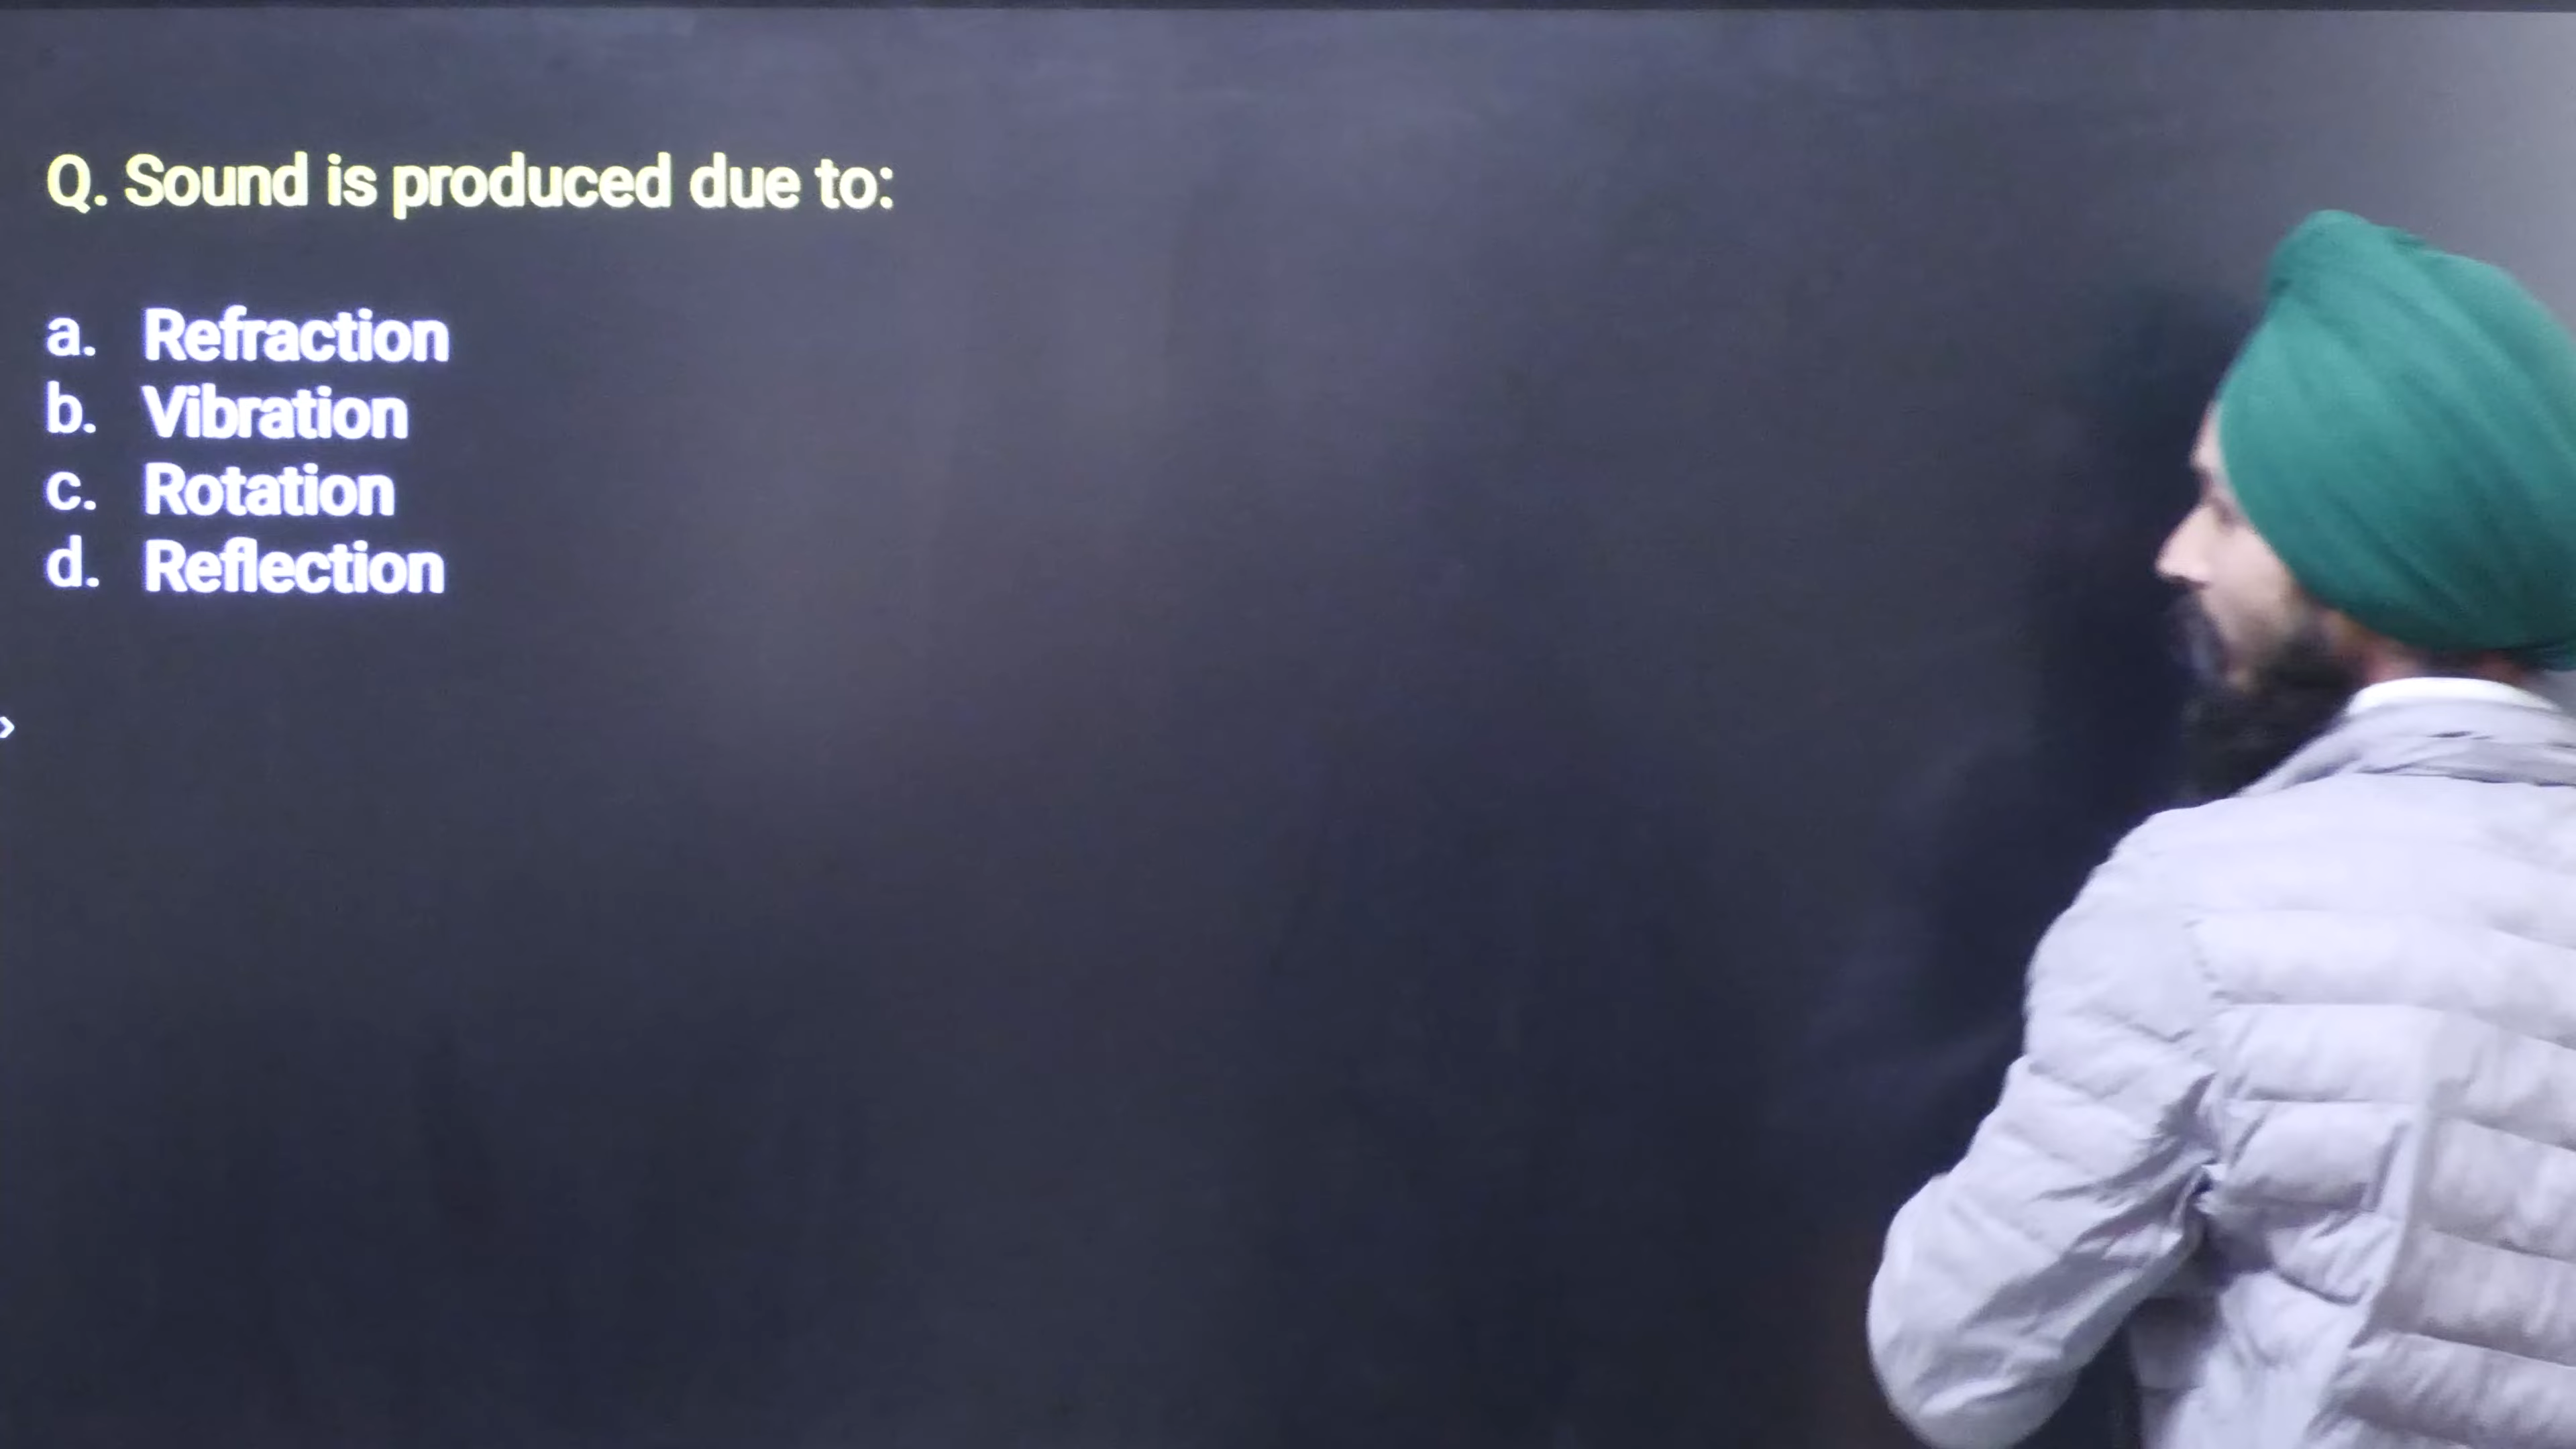 Q. Sound is produced due to:
a. Refraction
b. Vibration
c. Rotation
d. Reflection